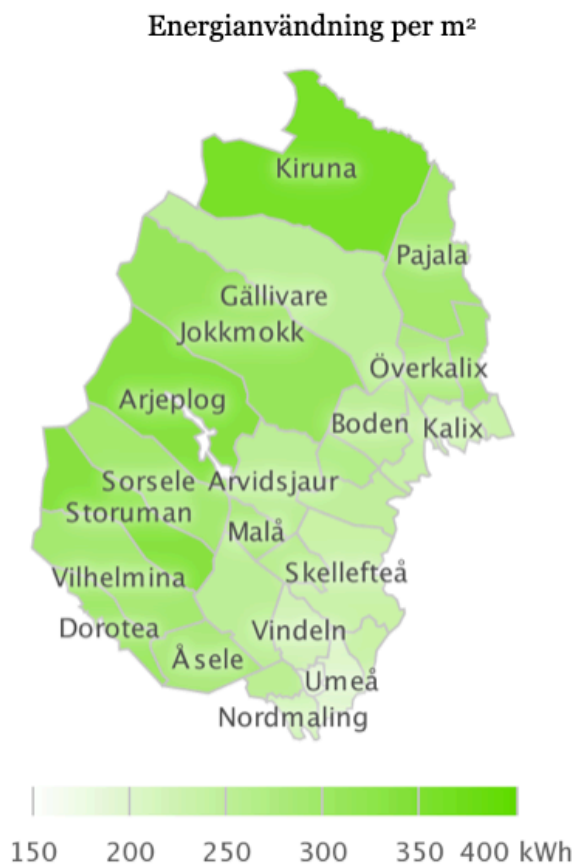 Energianvändning per m²
Kiruna
Pajala
Gällivare
Jokkmokk
Överkalix
Arjeplog
Boden Kalix
Sorsele Arvidsjaur
Storuman
Malå
Vilhelmina
Skellefteå
Dorotea
Vindeln
Åsele
Umeå
Nordmaling
150 200 250 300 350 400 kWh